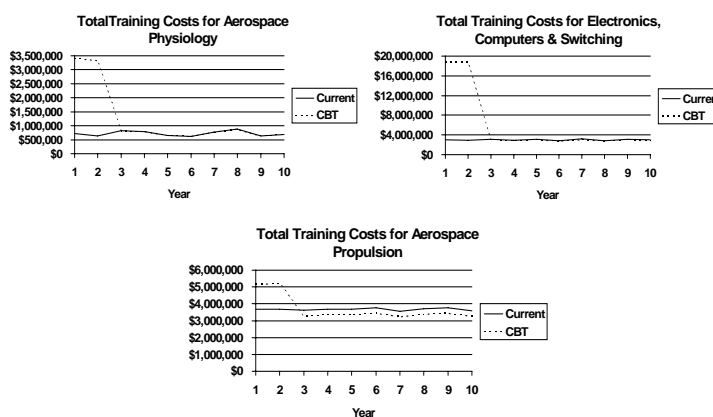 TotalTraining Costs for Aerospace
Physiology
$3,500,000
$3,000,000
$2,500,000
$2,000,000
$1,500,000
$1,000,000
$500,000
$0
1 2 3 4 5 6 7 8 9 10
Year
Current
CBT
Total Training Costs for Electronics,
Computers & Switching
$20,000,000
$16,000,000
$12,000,000
$8,000,000
$4,000,000
$0
1 2 3 4 5 6 7 8 9 10
Year
Current
CBT
Total Training Costs for Aerospace
Propulsion
$6,000,000
$5,000,000
$4,000,000
$3,000,000
$2,000,000
$1,000,000
$0
1 2 3 4 5 6 7 8 9 10
Year
Current
CBT